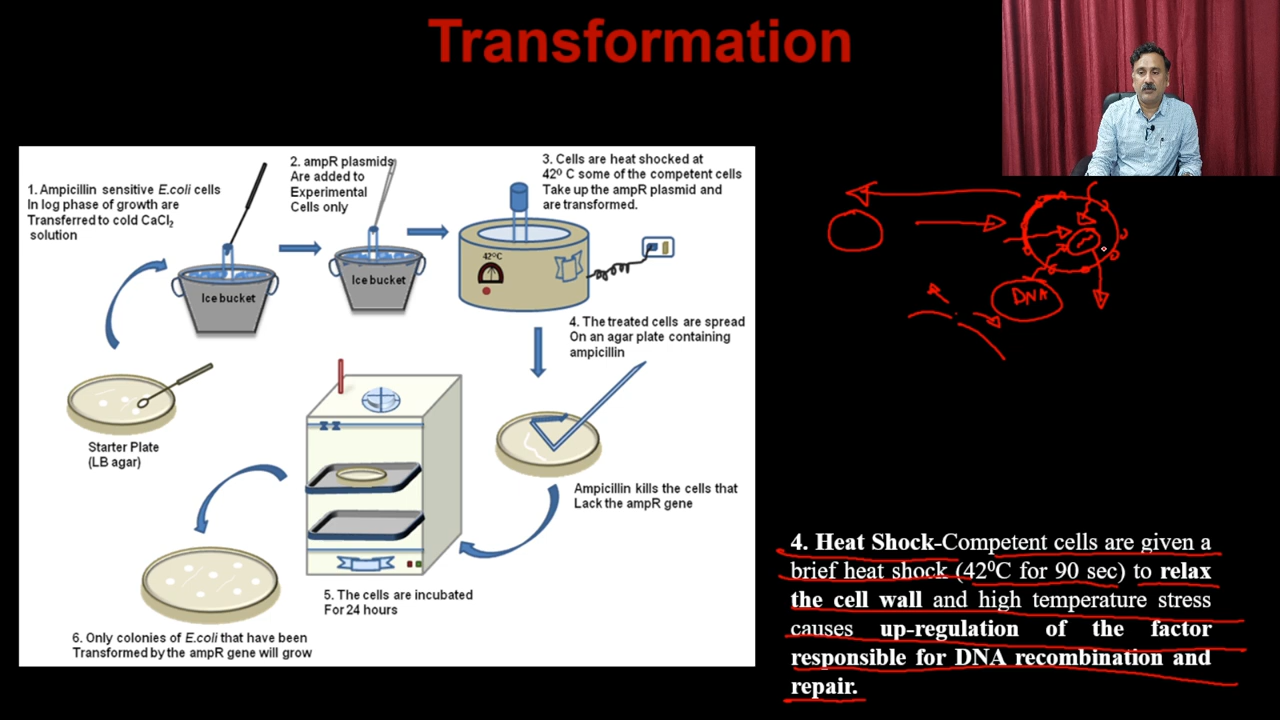 Transformation
1. Ampicillin sensitive E.coli cells
In log phase of growth are
Transferred to cold CaCl₂
solution
2. ampR plasmids
Are added to
Experimental
Cells only
3. Cells are heat shocked at
42⁰ C some of the competent cells
Take up the ampR plasmid and
are transformed.
Ice bucket
Ice bucket
42⁰C
4. The treated cells are spread
On an agar plate containing
ampicillin
Starter Plate
(LB agar)
Ampicillin kills the cells that
Lack the ampR gene
5. The cells are incubated
For 24 hours
6. Only colonies of E.coli that have been
Transformed by the ampR gene will grow
DNA
4. Heat Shock-Competent cells are given a
brief heat shock (42⁰C for 90 sec) to relax
the cell wall and high temperature stress
causes up-regulation of the factor
responsible for DNA recombination and
repair.